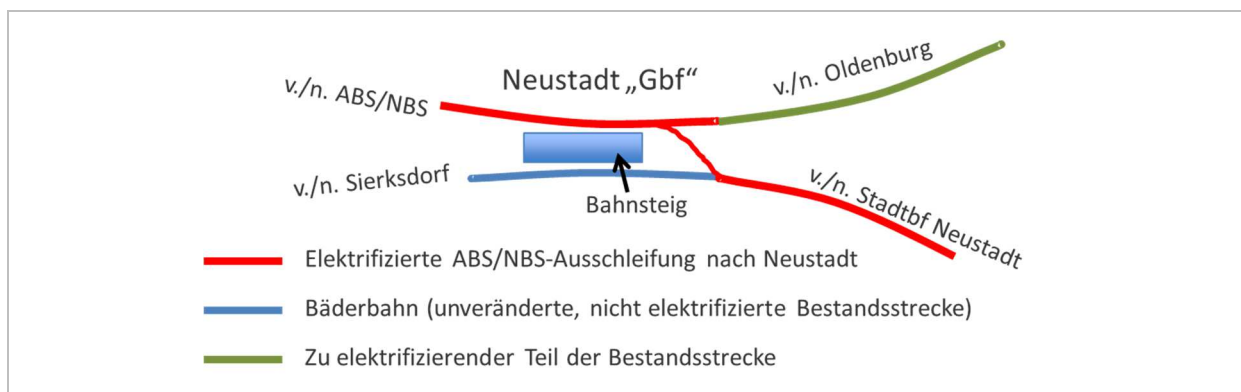 Neustadt „Gbf“
v./n. ABS/NBS
v./n. Oldenburg
v./n. Sierksdorf
Bahnsteig
v./n. Stadtbf Neustadt
Elektrifizierte ABS/NBS-Ausschleifung nach Neustadt
Bäderbahn (unveränderte, nicht elektrifizierte Bestandsstrecke)
Zu elektrifizierender Teil der Bestandsstrecke